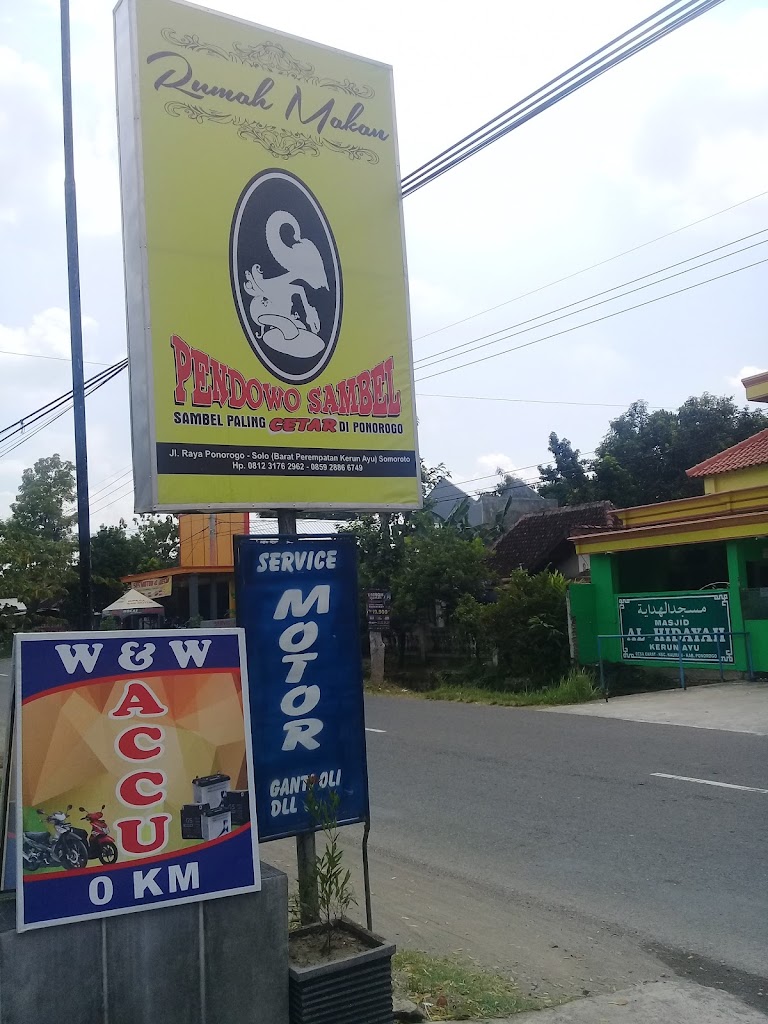 Rumah Makan
PENDOWO SAMBEL
SAMBEL PALING CETAR DI PONOROGO
Jl. Raya Ponorogo - Solo (Barat Perempatan Kerun Ayu) Somoroto
Hp. 0812 3176 2962 - 0859 2886 6749
SERVICE
MOTOR
GANTI OLI
DLL
W & W
ACCU
0 KM
مسجد الهداية
MASJID
AL-HIDAYAH
KERUN AYU